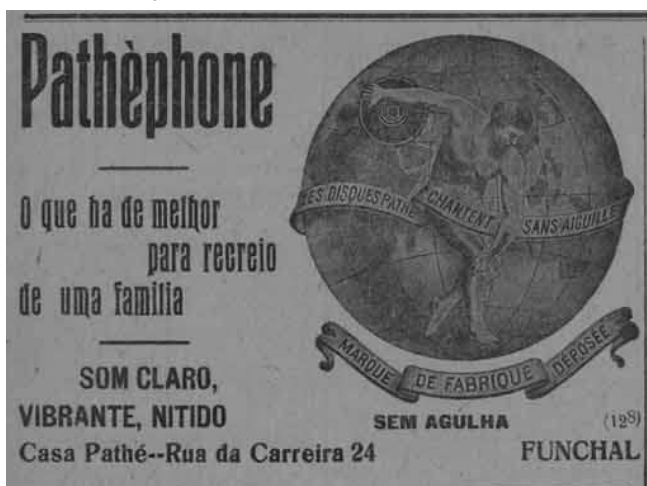 Pathèphone
O que ha de melhor
para recreio
de uma familia
SOM CLARO,
VIBRANTE, NITIDO
Casa Pathé--Rua da Carreira 24
LES DISQUES PATHÉ CHANTENT SANS AIGUILLE
MARQUE DE FABRIQUE DÉPOSÉE
SEM AGULHA
(128)
FUNCHAL